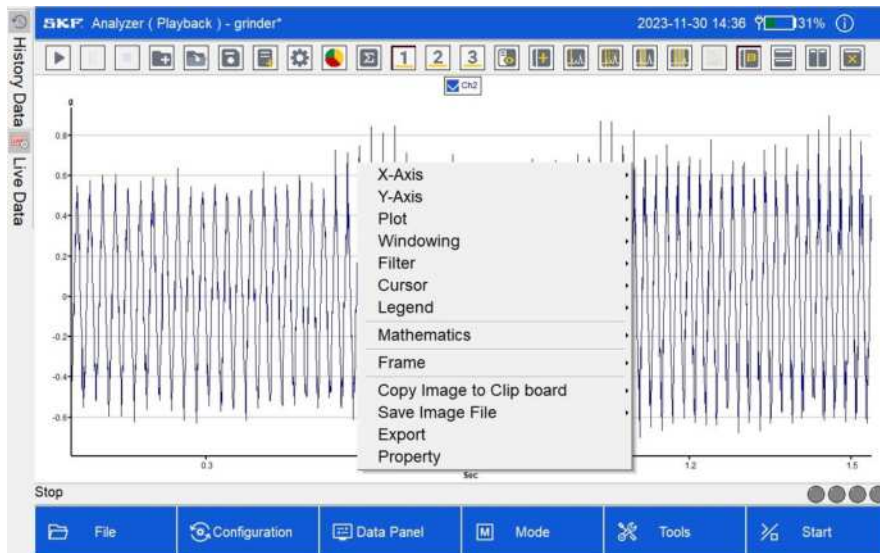 SKF. Analyzer ( Playback ) - grinder* 2023-11-30 14:36 31%
History Data
Live Data
1 2 3
Ch2
g
0.8
0.6
0.4
0.2
0
-0.2
-0.4
-0.6
X-Axis
Y-Axis
Plot
Windowing
Filter
Cursor
Legend
Mathematics
Frame
Copy Image to Clip board
Save Image File
Export
Property
0.3 1.2 1.5
Sec
Stop
File Configuration Data Panel M Mode Tools Start